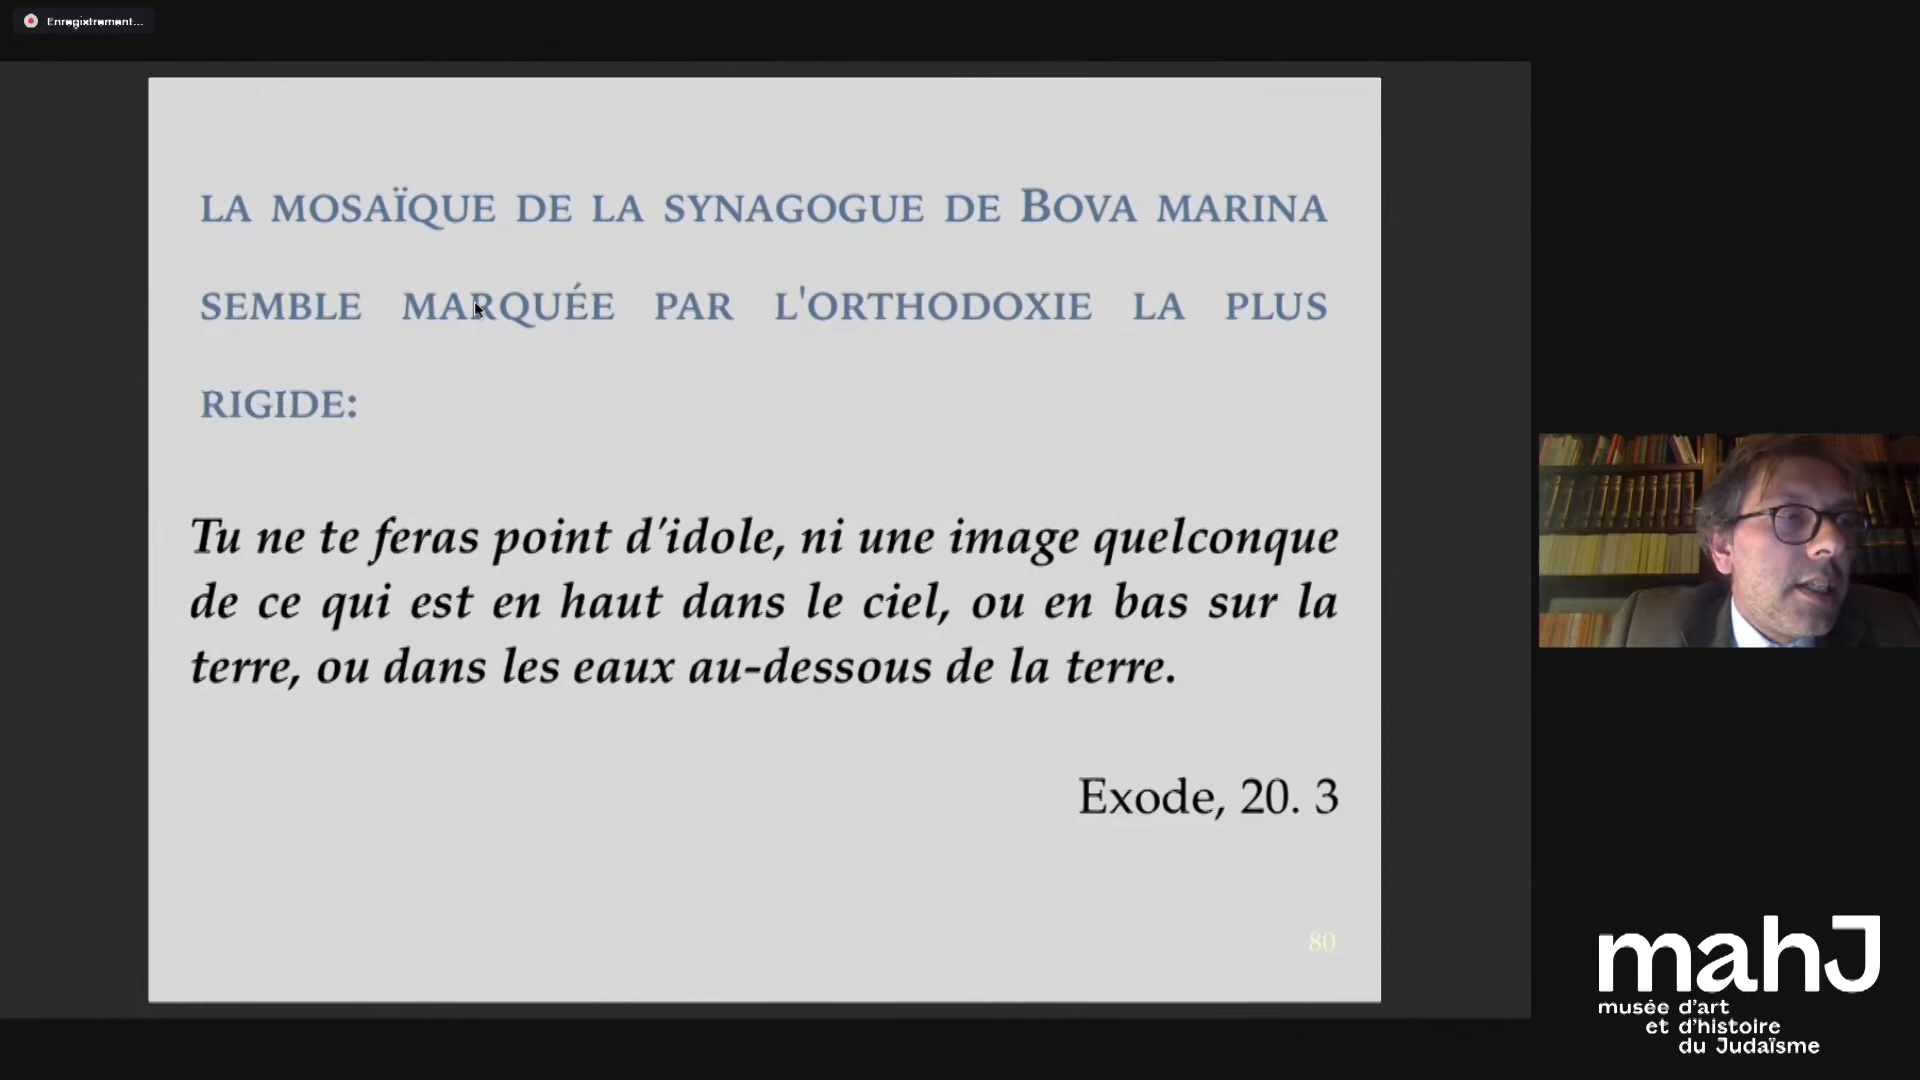 Enregistrement...
LA MOSAÏQUE DE LA SYNAGOGUE DE BOVA MARINA
SEMBLE MARQUÉE PAR L'ORTHODOXIE LA PLUS
RIGIDE:
Tu ne te feras point d'idole, ni une image quelconque
de ce qui est en haut dans le ciel, ou en bas sur la
terre, ou dans les eaux au-dessous de la terre.
Exode, 20. 3
80
mahJ
musée d'art
et d'histoire
du Judaïsme